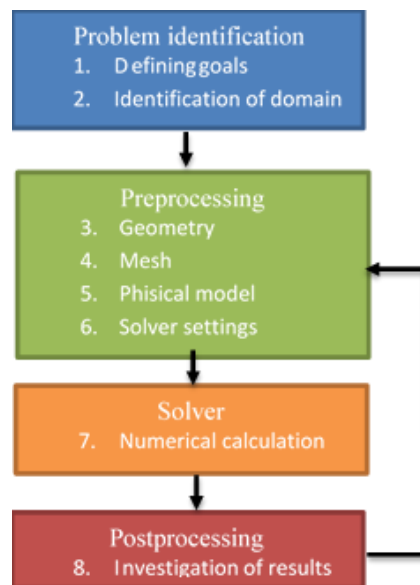 Problem identification
1. Defining goals
2. Identification of domain
Preprocessing
3. Geometry
4. Mesh
5. Phisical model
6. Solver settings
Solver
7. Numerical calculation
Postprocessing
8. Investigation of results